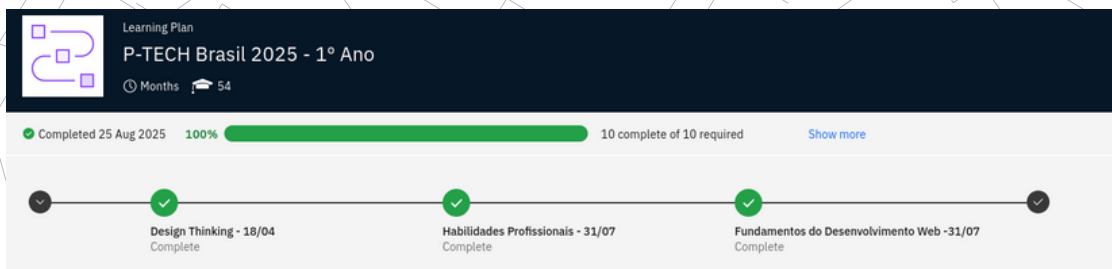 Learning Plan
P-TECH Brasil 2025 - 1º Ano
Months 54
Completed 25 Aug 2025 100% 10 complete of 10 required Show more
Design Thinking - 18/04 Habilidades Profissionais - 31/07 Fundamentos do Desenvolvimento Web -31/07
Complete Complete Complete